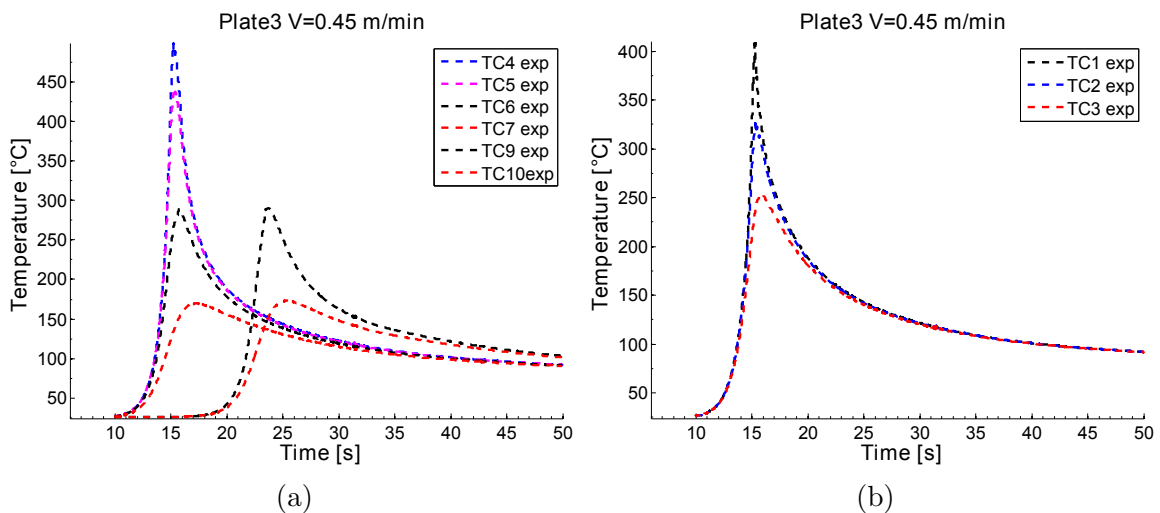 Plate3 V=0.45 m/min
Temperature [°C]
450
400
350
300
250
200
150
100
50
TC4 exp
TC5 exp
TC6 exp
TC7 exp
TC9 exp
TC10exp
10 15 20 25 30 35 40 45 50
Time [s]
(a)
Plate3 V=0.45 m/min
Temperature [°C]
400
350
300
250
200
150
100
50
TC1 exp
TC2 exp
TC3 exp
10 15 20 25 30 35 40 45 50
Time [s]
(b)